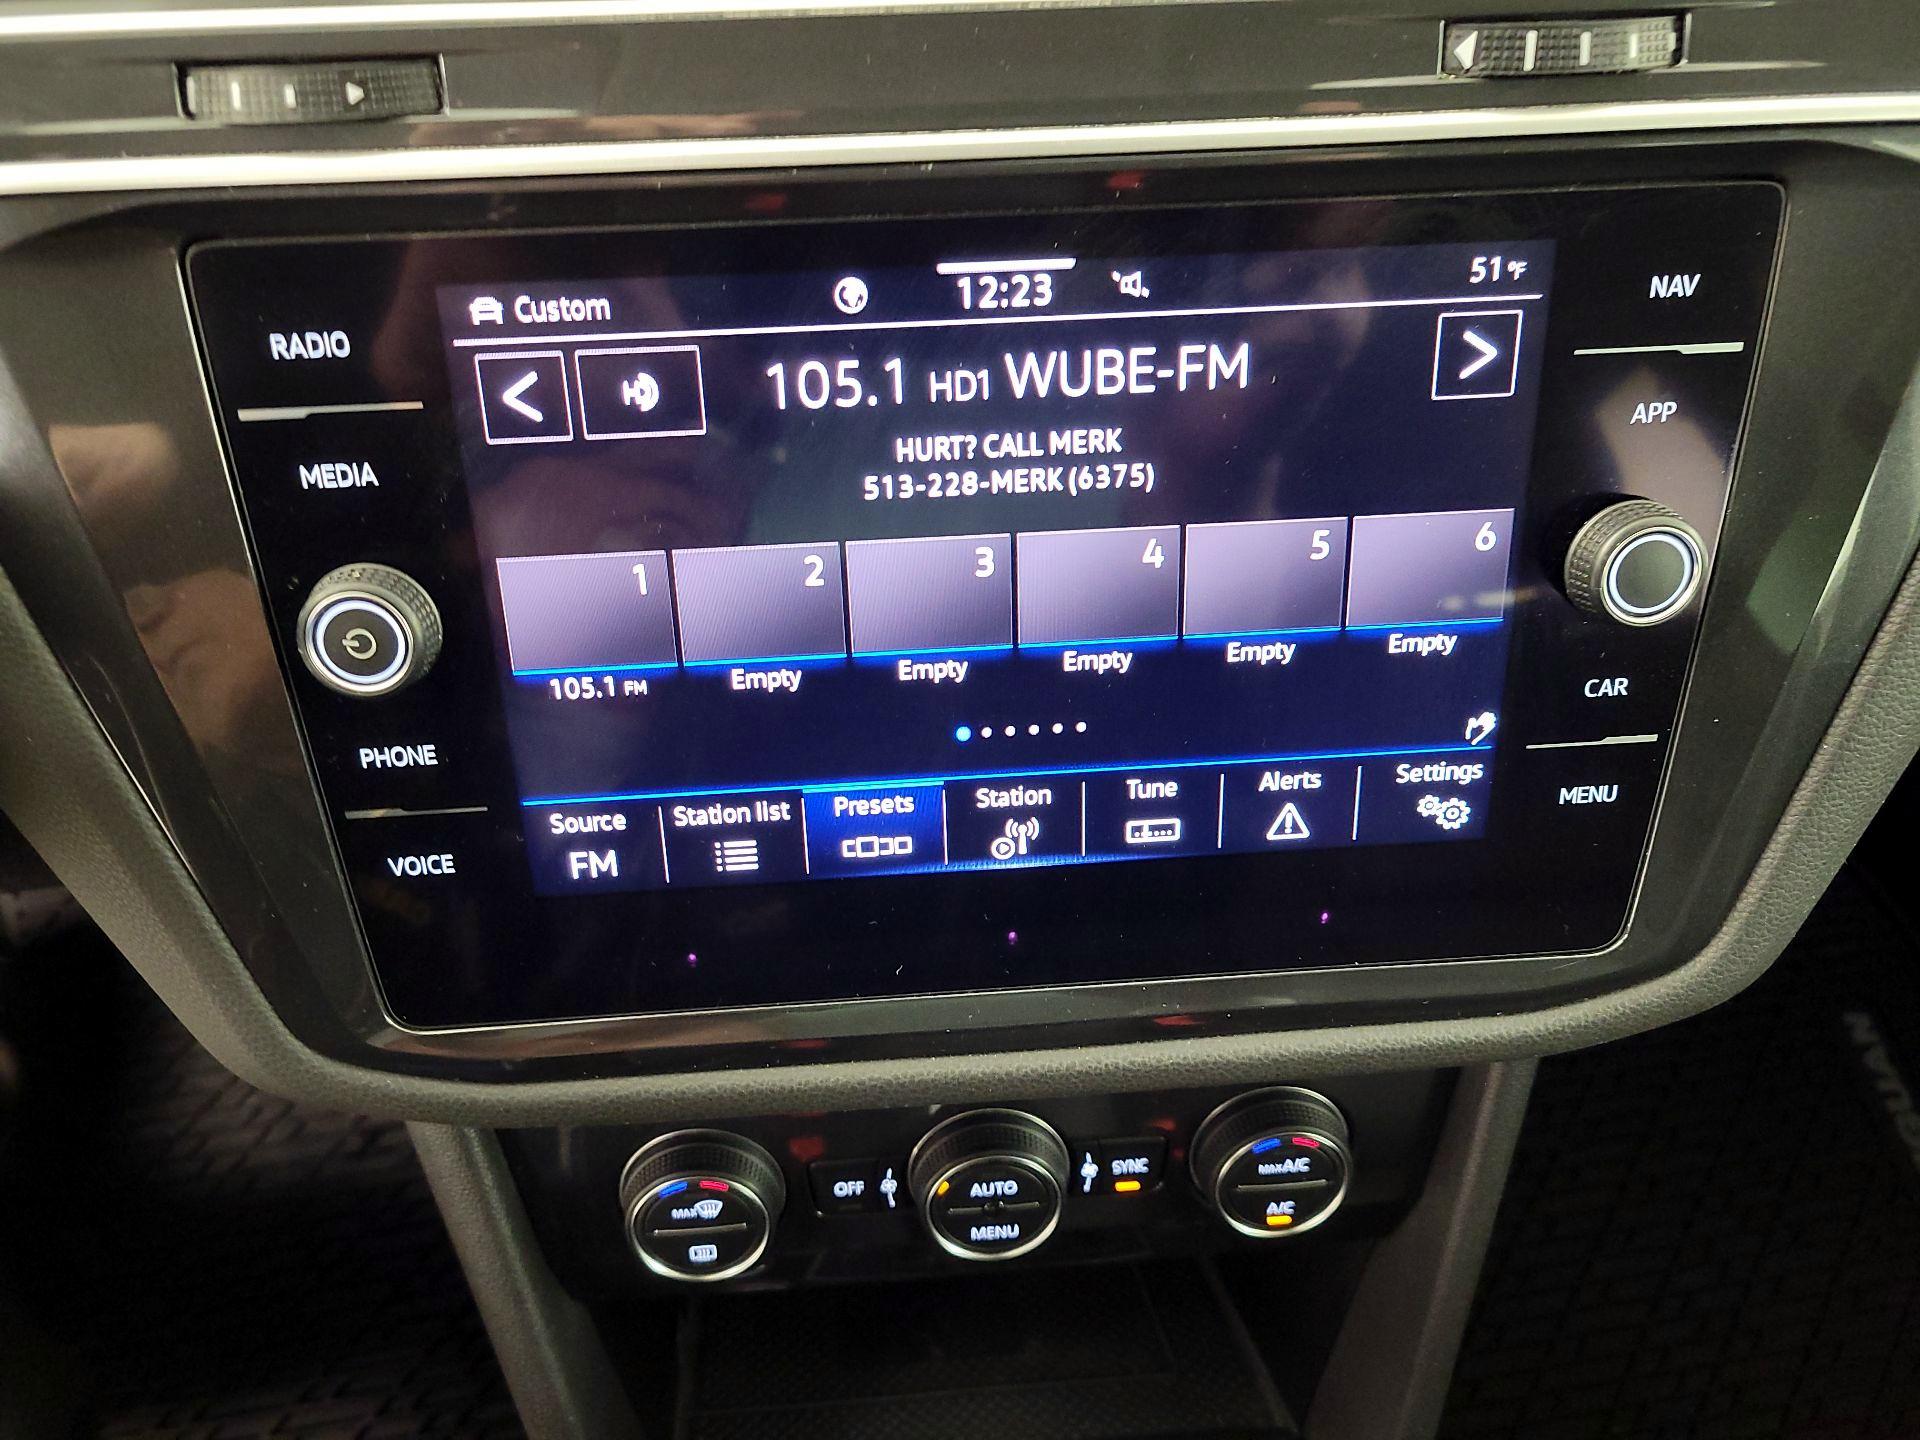 Custom
12:23
51°F
RADIO
NAV
105.1 HD1 WUBE-FM
APP
HURT? CALL MERK
513-228-MERK (6375)
MEDIA
1 2 3 4 5 6
105.1 FM Empty Empty Empty Empty Empty
PHONE
CAR
Source Station list Presets Station Tune Alerts Settings
FM
VOICE
MENU
MAX
OFF
AUTO
MENU
SYNC
MAX A/C
A/C